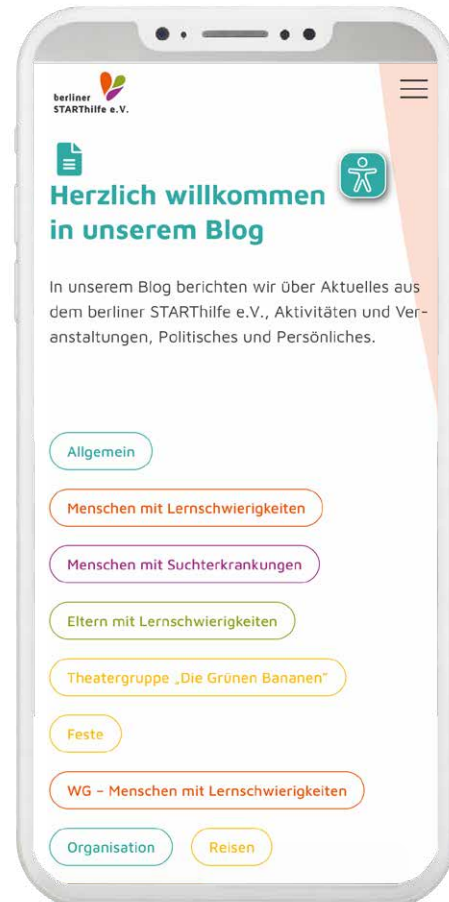 berliner
STARThilfe e.V.
Herzlich willkommen
in unserem Blog
In unserem Blog berichten wir über Aktuelles aus
dem berliner STARThilfe e.V., Aktivitäten und Ver-
anstaltungen, Politisches und Persönliches.
Allgemein
Menschen mit Lernschwierigkeiten
Menschen mit Suchterkrankungen
Eltern mit Lernschwierigkeiten
Theatergruppe „Die Grünen Bananen“
Feste
WG – Menschen mit Lernschwierigkeiten
Organisation Reisen